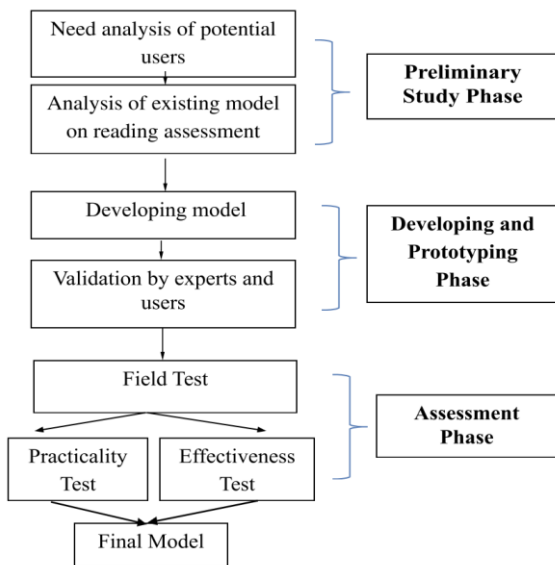 Need analysis of potential
users
Analysis of existing model
on reading assessment
Preliminary
Study Phase
Developing model
Validation by experts and
users
Developing and
Prototyping
Phase
Field Test
Practicality
Test
Effectiveness
Test
Assessment
Phase
Final Model